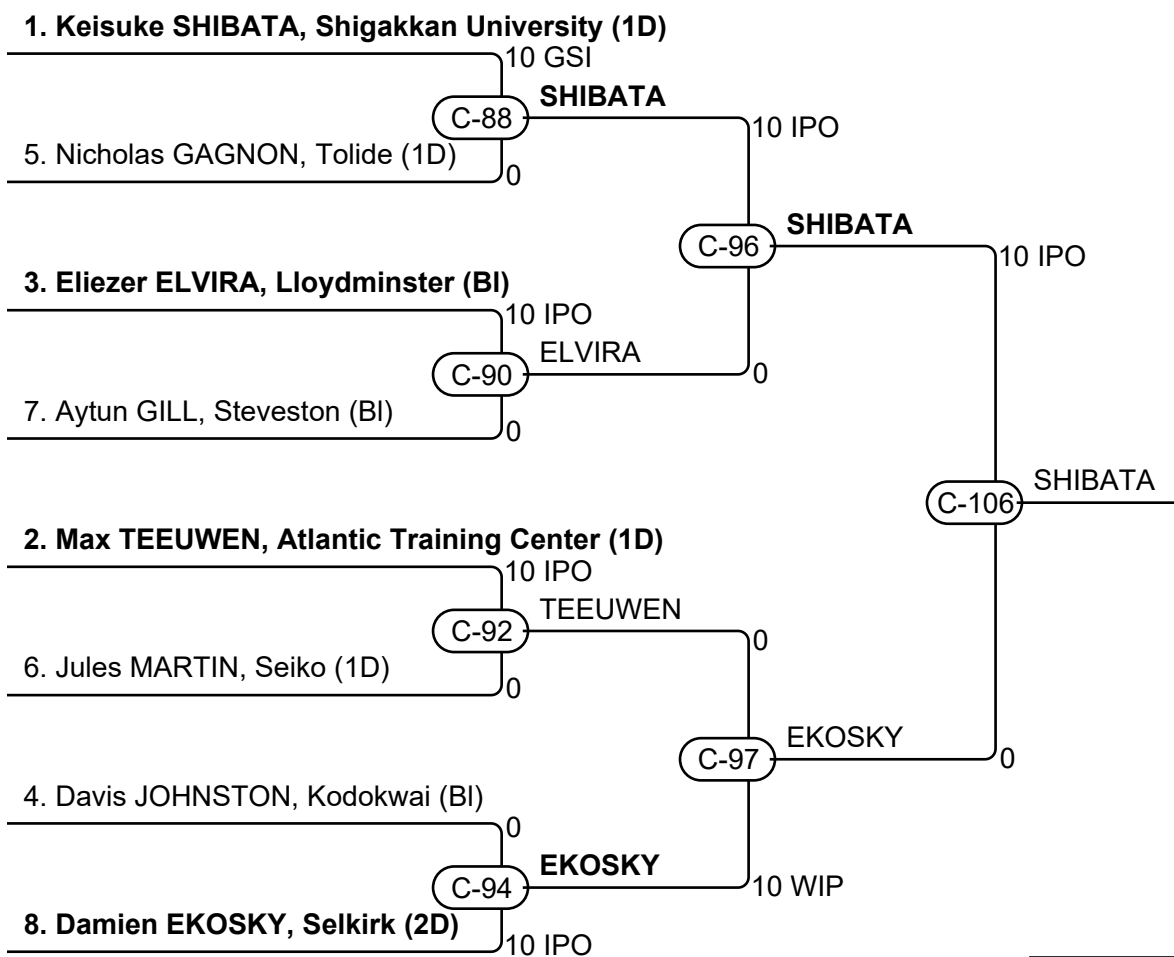 1. Keisuke SHIBATA, Shigakkan University (1D)
10 GSI
SHIBATA
C-88
10 IPO
5. Nicholas GAGNON, Tolide (1D)
0
SHIBATA
C-96
10 IPO
3. Eliezer ELVIRA, Lloydminster (Bl)
10 IPO
ELVIRA
C-90
0
7. Aytun GILL, Steveston (Bl)
0
SHIBATA
C-106
2. Max TEEUWEN, Atlantic Training Center (1D)
10 IPO
TEEUWEN
C-92
0
6. Jules MARTIN, Seiko (1D)
0
EKOSKY
C-97
0
4. Davis JOHNSTON, Kodokwai (Bl)
0
EKOSKY
C-94
10 WIP
8. Damien EKOSKY, Selkirk (2D)
10 IPO